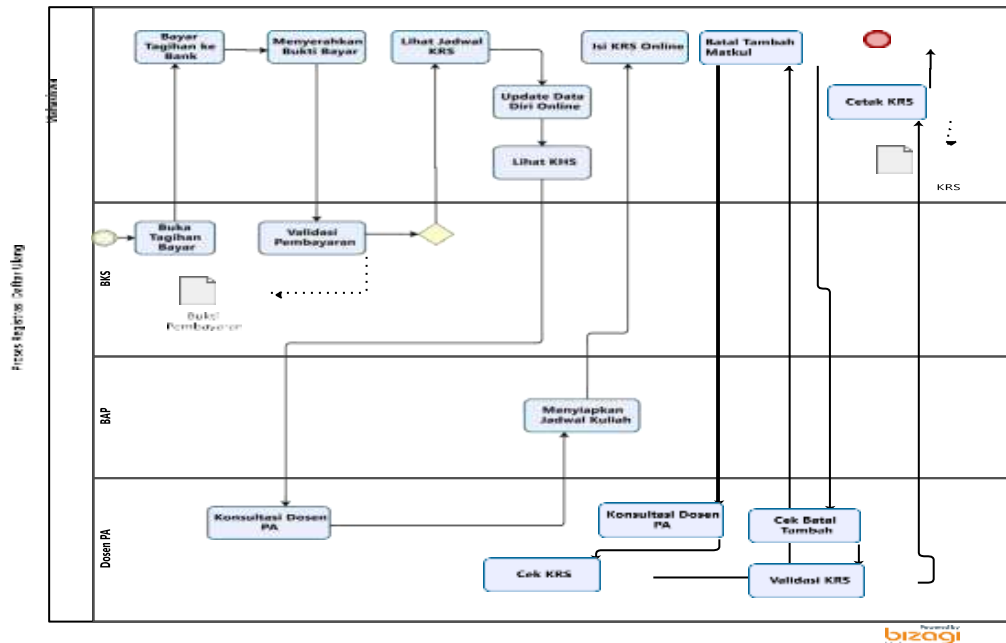 Proses Registrasi Daftar Ulang
Mahasiswa
Bayar
Tagihan ke
Bank
Menyerahkan
Bukti Bayar
Lihat Jadwal
KRS
Isi KRS Online
Batal Tambah
Matkul
Update Data
Diri Online
Cetak KRS
Lihat KHS
KRS
BKS
Buka
Tagihan
Bayar
Validasi
Pembayaran
Bukti
Pembayaran
BAP
Menyiapkan
Jadwal Kuliah
Dosen PA
Konsultasi Dosen
PA
Konsultasi Dosen
PA
Cek Batal
Tambah
Cek KRS
Validasi KRS
Powered by
bizagi